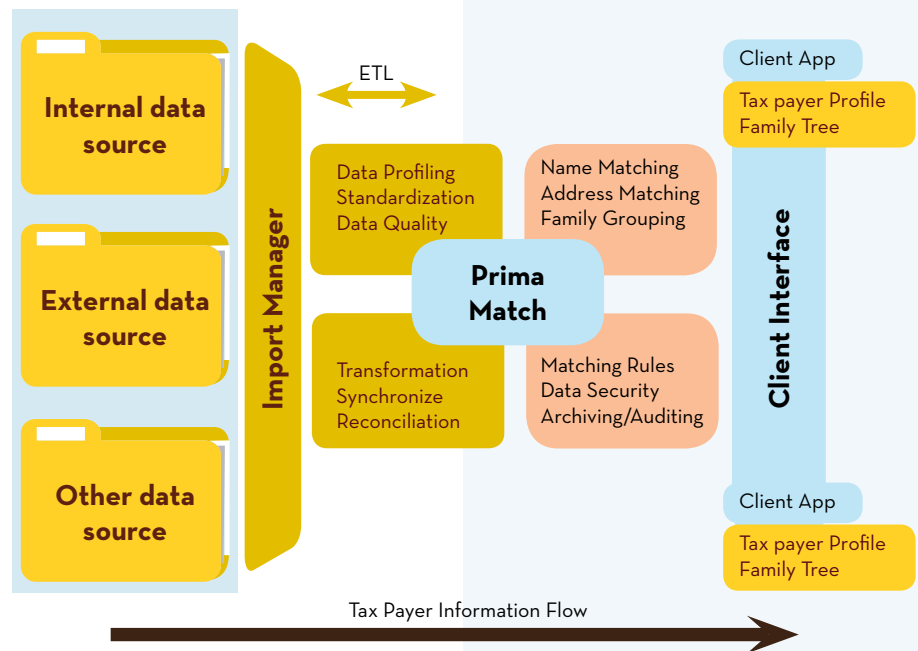 Internal data
source
External data
source
Other data
source
Import Manager
ETL
Data Profiling
Standardization
Data Quality
Transformation
Synchronize
Reconciliation
Prima
Match
Name Matching
Address Matching
Family Grouping
Matching Rules
Data Security
Archiving/Auditing
Client App
Tax payer Profile
Family Tree
Client Interface
Client App
Tax payer Profile
Family Tree
Tax Payer Information Flow